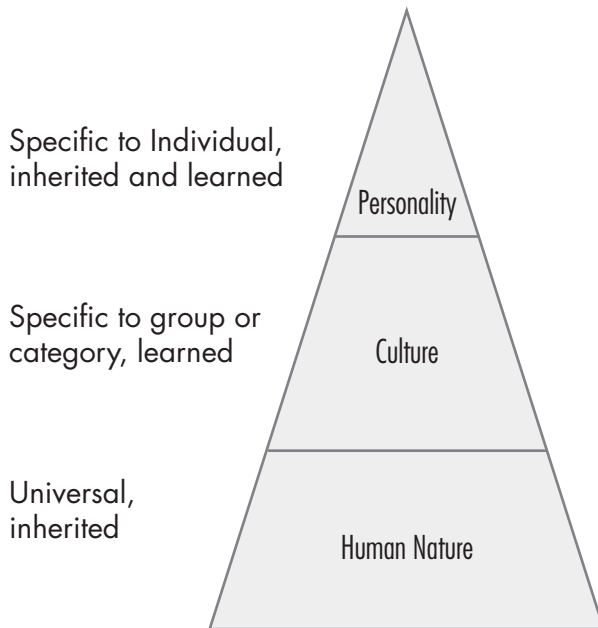 Specific to Individual,
inherited and learned
Personality
Specific to group or
category, learned
Culture
Universal,
inherited
Human Nature